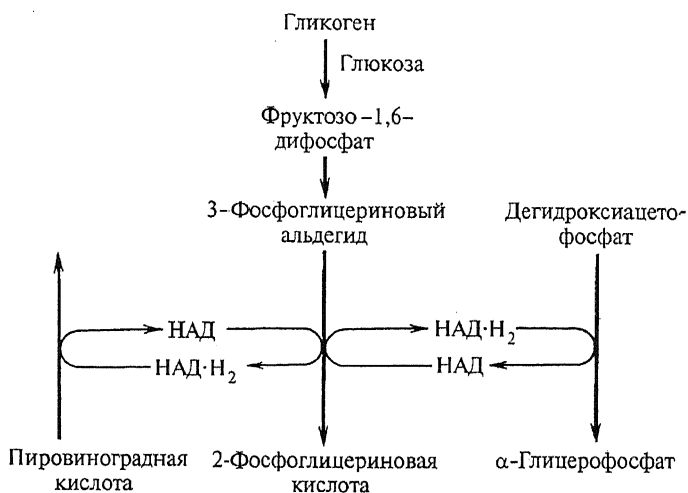 Гликоген
Глюкоза
Фруктозо-1,6-
дифосфат
3-Фосфоглицериновый
альдегид
Дегидроксиацето-
фосфат
НАД
НАД·Н₂
НАД·Н₂
НАД
Пировиноградная
кислота
2-Фосфоглицериновая
кислота
α-Глицерофосфат